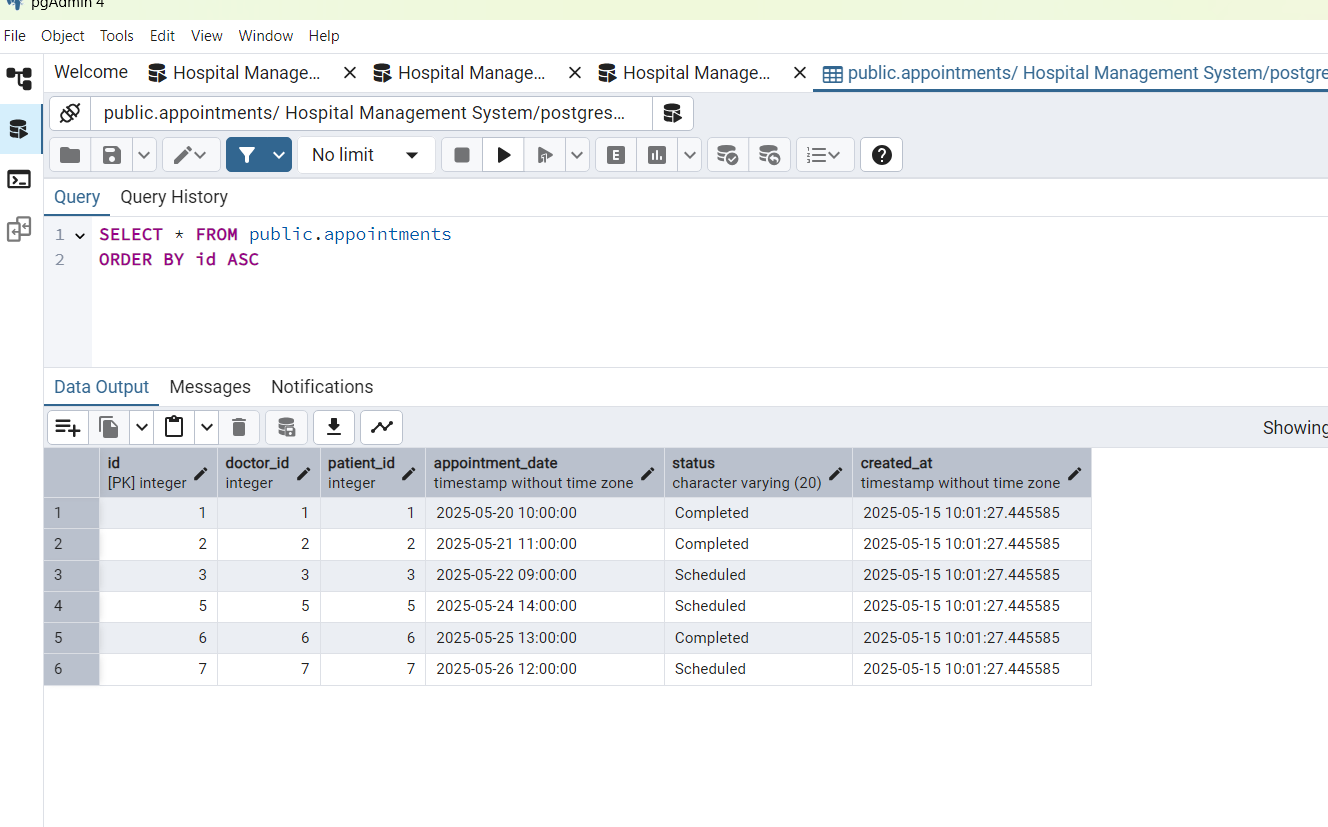 pgAdmin 4
File Object Tools Edit View Window Help
Welcome Hospital Manage... Hospital Manage... Hospital Manage... public.appointments/ Hospital Management System/postgre
public.appointments/ Hospital Management System/postgres...
No limit
Query Query History
1 SELECT * FROM public.appointments
2 ORDER BY id ASC
Data Output Messages Notifications
Showing
id doctor_id patient_id appointment_date status created_at
[PK] integer integer integer timestamp without time zone character varying (20) timestamp without time zone
1 1 1 1 2025-05-20 10:00:00 Completed 2025-05-15 10:01:27.445585
2 2 2 2 2025-05-21 11:00:00 Completed 2025-05-15 10:01:27.445585
3 3 3 3 2025-05-22 09:00:00 Scheduled 2025-05-15 10:01:27.445585
4 5 5 5 2025-05-24 14:00:00 Scheduled 2025-05-15 10:01:27.445585
5 6 6 6 2025-05-25 13:00:00 Completed 2025-05-15 10:01:27.445585
6 7 7 7 2025-05-26 12:00:00 Scheduled 2025-05-15 10:01:27.445585